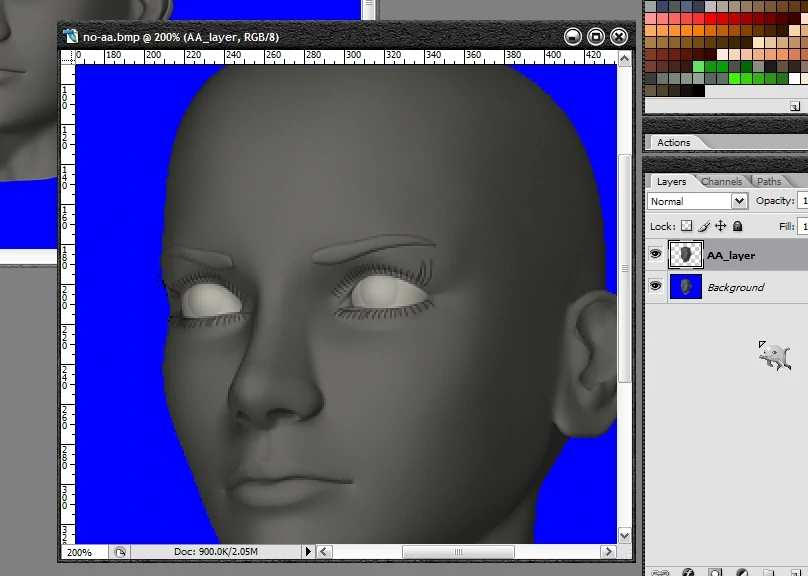 no-aa.bmp @ 200% (AA_layer, RGB/8)
180 200 220 240 260 280 300 320 340 360 380 400 420
100
120
140
160
180
200
220
240
260
280
300
200%
Doc: 900.0K/2.05M
Actions
Layers Channels Paths
Normal Opacity: 1
Lock: Fill: 1
AA_layer
Background